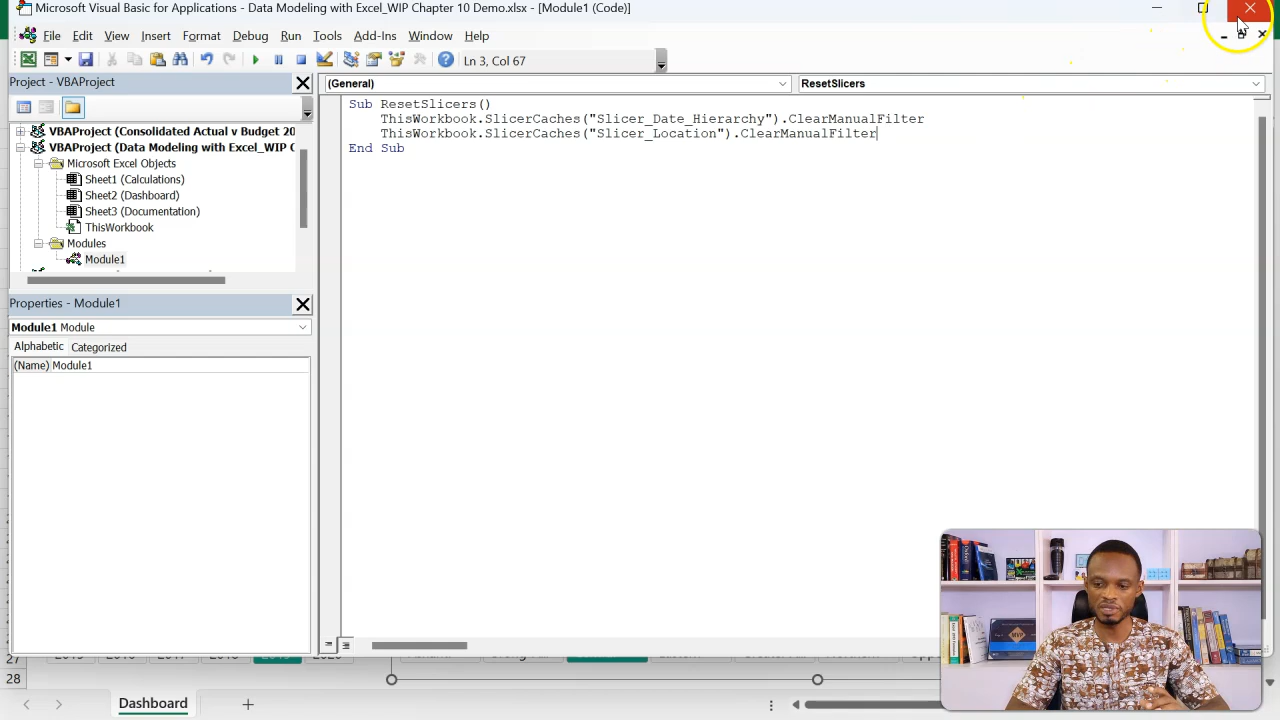 Microsoft Visual Basic for Applications - Data Modeling with Excel_WIP Chapter 10 Demo.xlsx - [Module1 (Code)]
File Edit View Insert Format Debug Run Tools Add-Ins Window Help
Ln 3, Col 67
Project - VBAProject
(General)
ResetSlicers
VBAProject (Consolidated Actual v Budget 20
VBAProject (Data Modeling with Excel_WIP C
Microsoft Excel Objects
Sheet1 (Calculations)
Sheet2 (Dashboard)
Sheet3 (Documentation)
ThisWorkbook
Modules
Module1
Sub ResetSlicers()
ThisWorkbook.SlicerCaches("Slicer_Date_Hierarchy").ClearManualFilter
ThisWorkbook.SlicerCaches("Slicer_Location").ClearManualFilter
End Sub
Properties - Module1
Module1 Module
Alphabetic Categorized
(Name) Module1
27
28
Dashboard
MVP